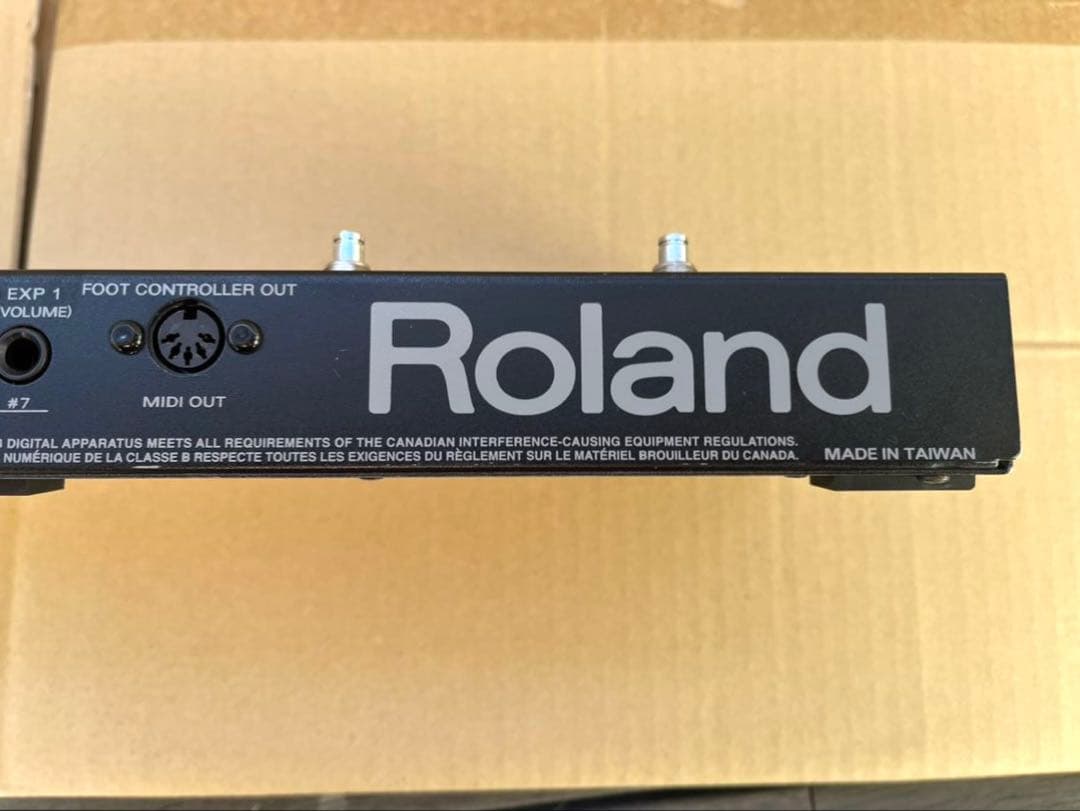 EXP 1
VOLUME)
#7
FOOT CONTROLLER OUT
MIDI OUT
Roland
DIGITAL APPARATUS MEETS ALL REQUIREMENTS OF THE CANADIAN INTERFERENCE-CAUSING EQUIPMENT REGULATIONS.
NUMÉRIQUE DE LA CLASSE B RESPECTE TOUTES LES EXIGENCES DU RÈGLEMENT SUR LE MATÉRIEL BROUILLEUR DU CANADA.
MADE IN TAIWAN